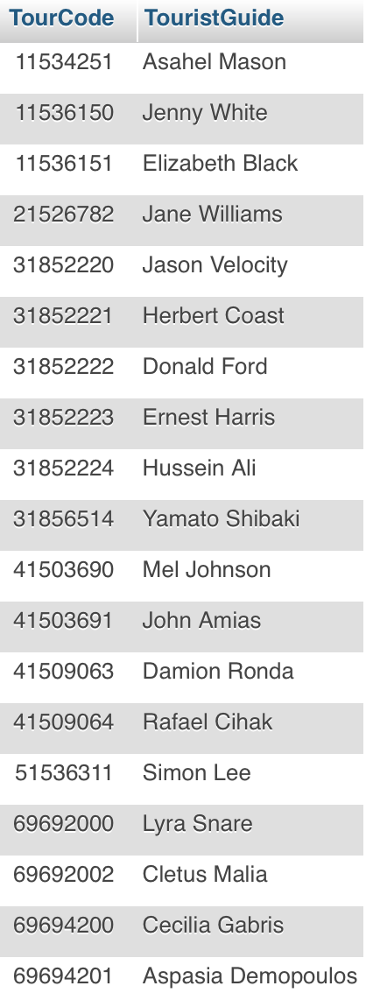 TourCode TouristGuide
11534251 Asahel Mason
11536150 Jenny White
11536151 Elizabeth Black
21526782 Jane Williams
31852220 Jason Velocity
31852221 Herbert Coast
31852222 Donald Ford
31852223 Ernest Harris
31852224 Hussein Ali
31856514 Yamato Shibaki
41503690 Mel Johnson
41503691 John Amias
41509063 Damion Ronda
41509064 Rafael Cihak
51536311 Simon Lee
69692000 Lyra Snare
69692002 Cletus Malia
69694200 Cecilia Gabris
69694201 Aspasia Demopoulos